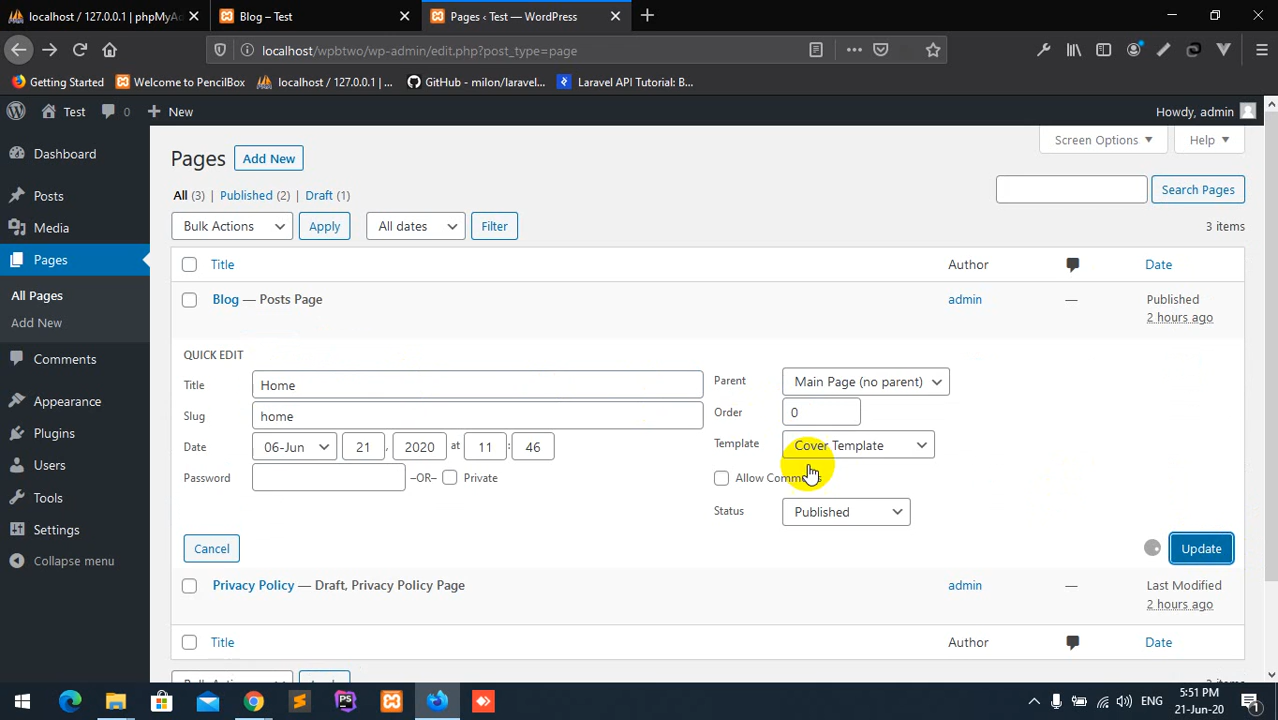 localhost / 127.0.0.1 | phpMyAd
Blog – Test
Pages ‹ Test — WordPress
localhost/wpbtwo/wp-admin/edit.php?post_type=page
Getting Started
Welcome to PencilBox
localhost / 127.0.0.1 | ...
GitHub - milon/laravel...
Laravel API Tutorial: B...
Test
0
New
Howdy, admin
Dashboard
Posts
Media
Pages
All Pages
Add New
Comments
Appearance
Plugins
Users
Tools
Settings
Collapse menu
Screen Options
Help
Pages
Add New
All (3) | Published (2) | Draft (1)
Search Pages
Bulk Actions
Apply
All dates
Filter
3 items
Title
Author
Date
Blog — Posts Page
admin
—
Published
2 hours ago
QUICK EDIT
Title
Home
Slug
home
Date
06-Jun
21
,
2020
at
11
:
46
Password
–OR–
Private
Parent
Main Page (no parent)
Order
0
Template
Cover Template
Allow
Status
Published
Cancel
Update
Privacy Policy — Draft, Privacy Policy Page
admin
—
Last Modified
2 hours ago
Title
Author
Date
ENG
5:51 PM
21-Jun-20
1